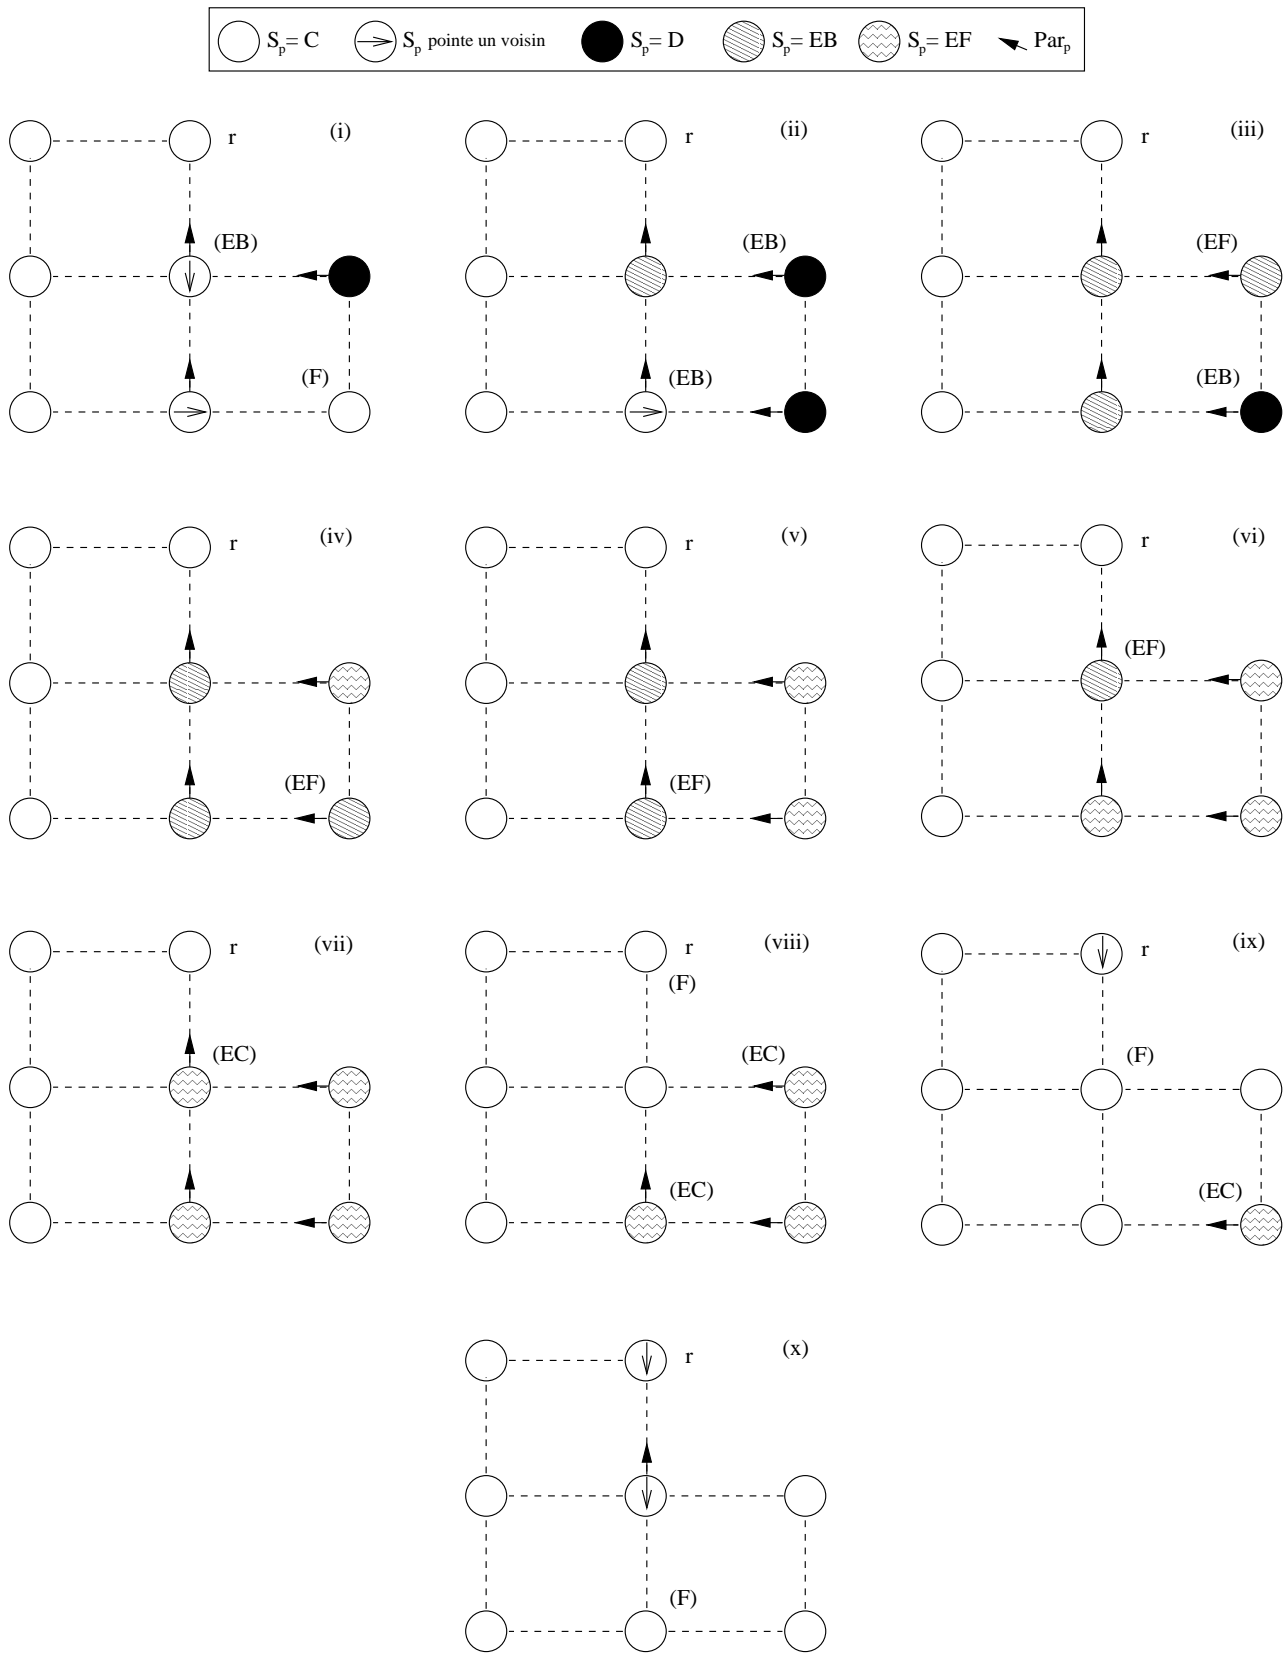 S_p = C S_p pointe un voisin S_p = D S_p = EB S_p = EF Par_p
r (i) r (ii) r (iii)
(EB) (EB) (EF)
(F) (EB) (EB)
r (iv) r (v) r (vi)
(EF)
(EF) (EF)
r (vii) r (viii) r (ix)
(F)
(EC) (EC) (F)
(EC) (EC)
r (x)
(F)